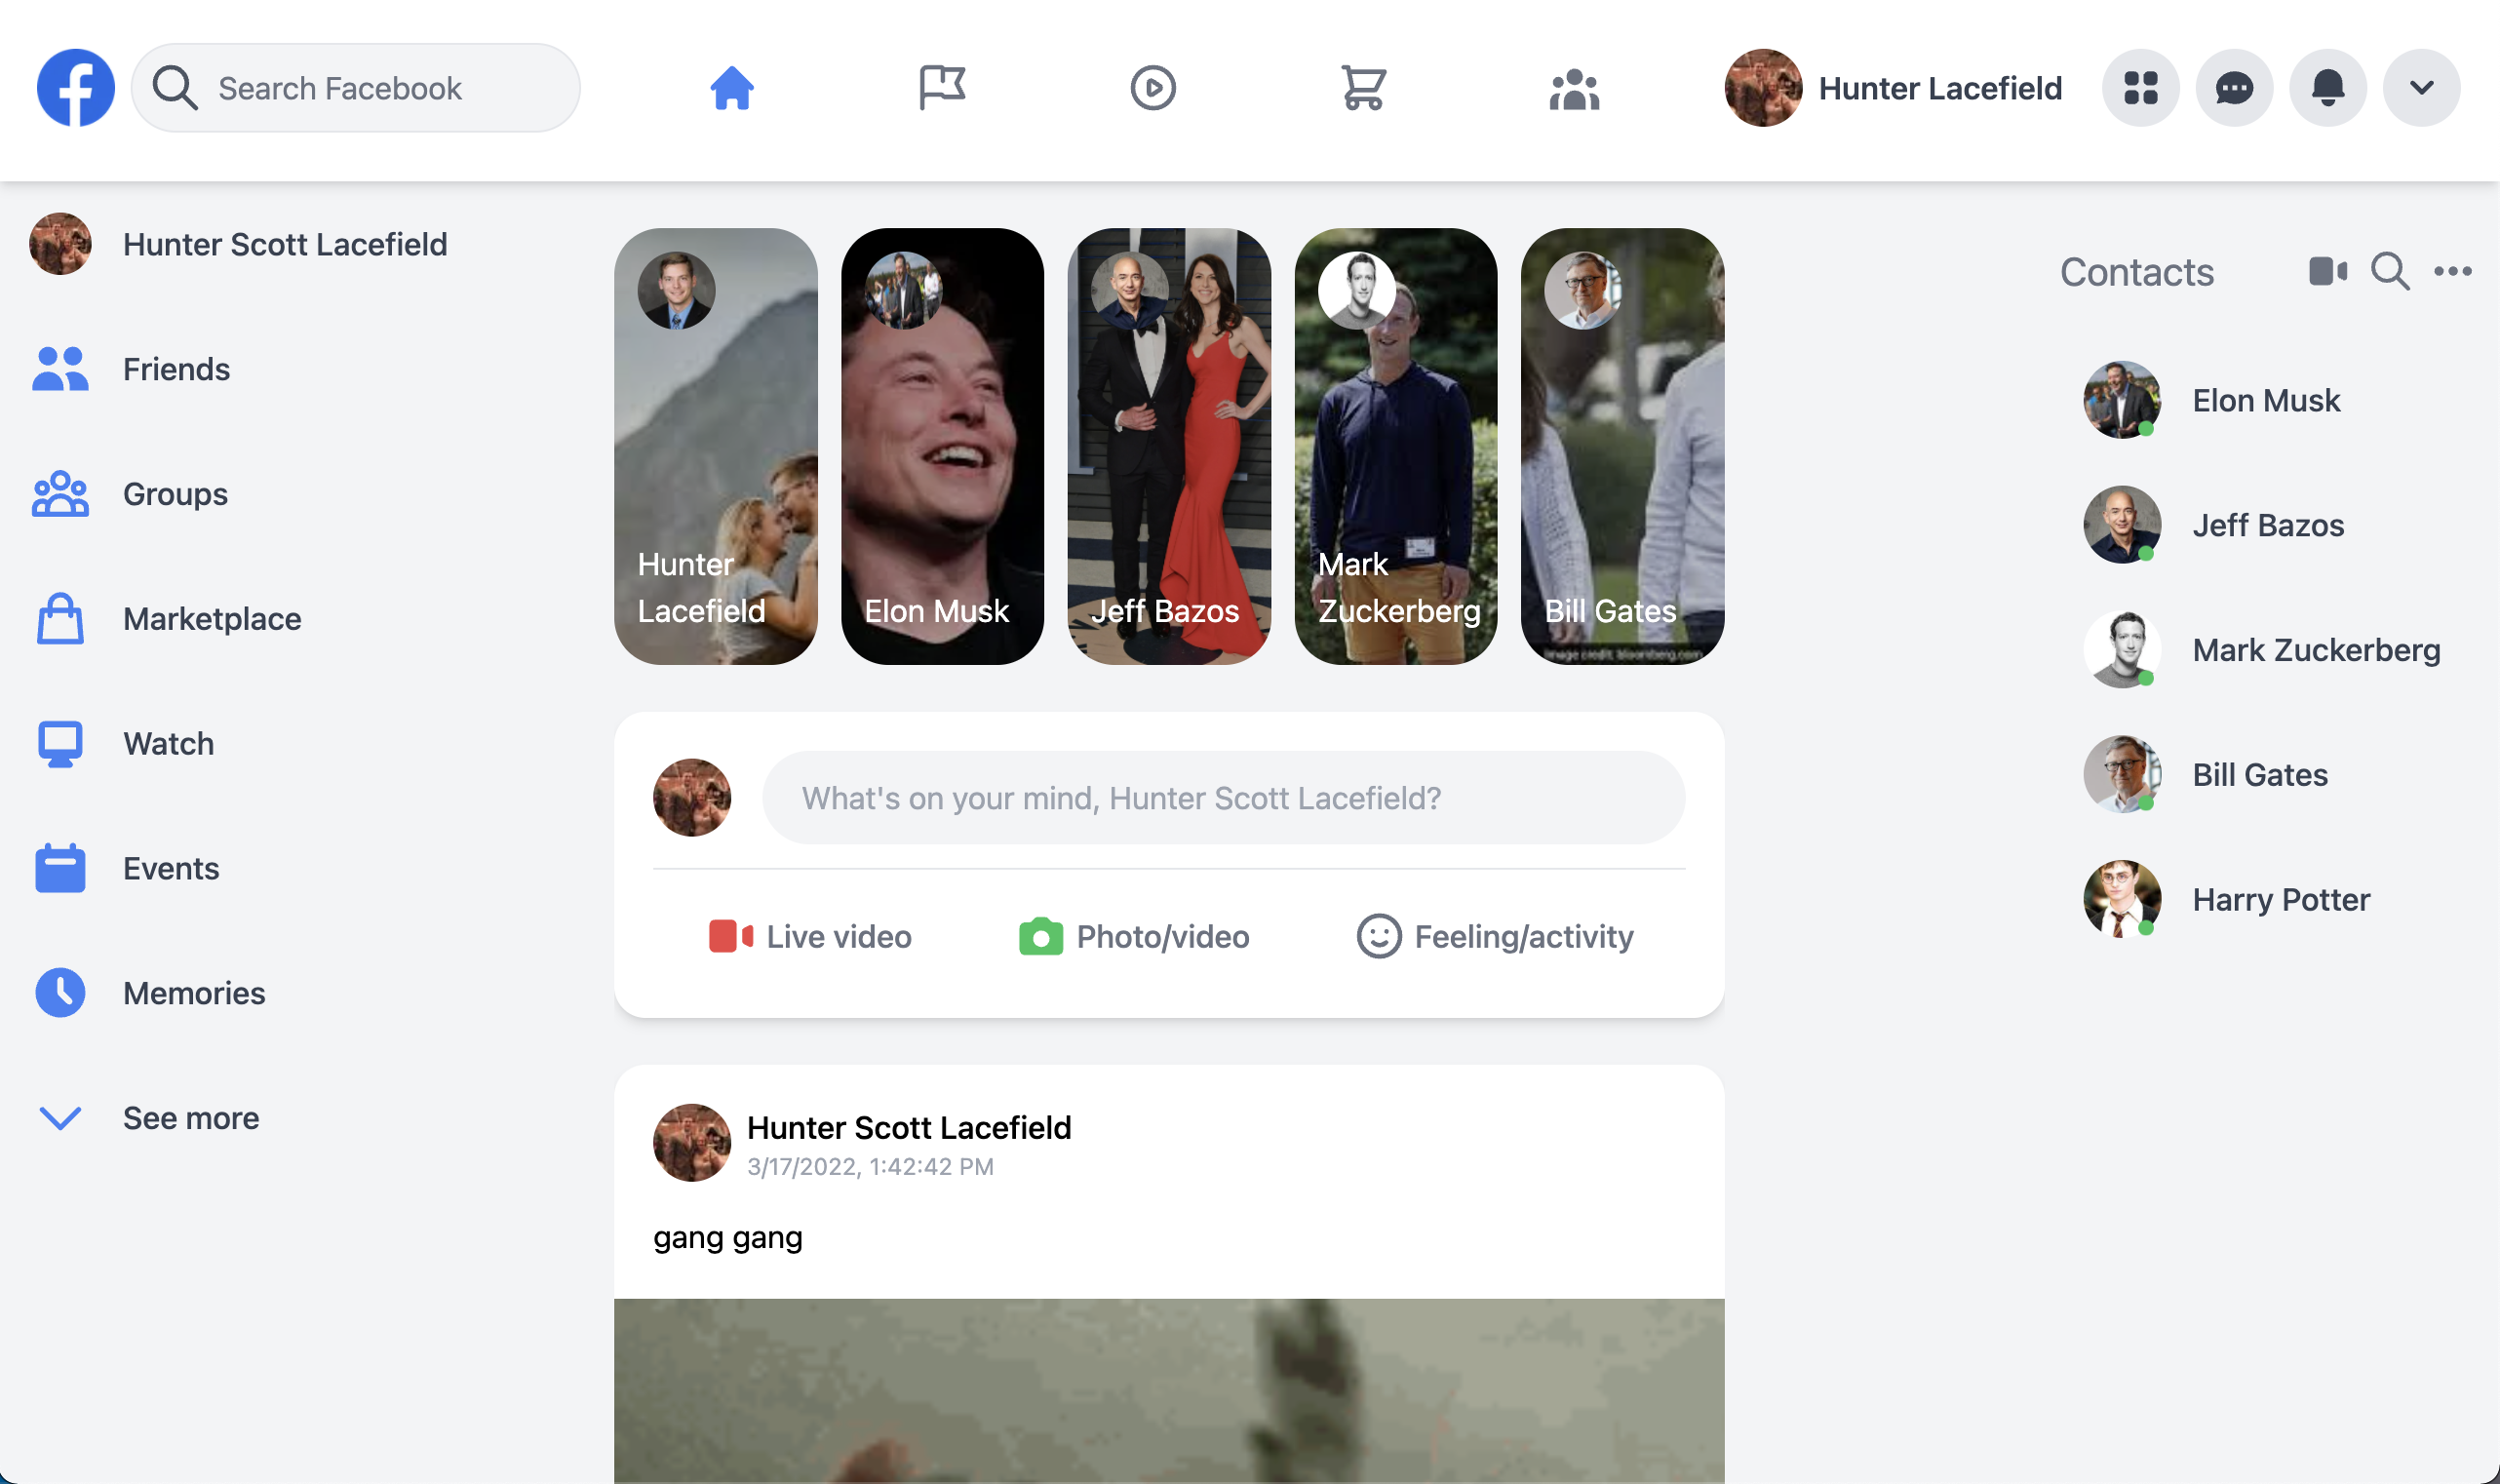 Search Facebook
Hunter Lacefield
Hunter Scott Lacefield
Friends
Groups
Marketplace
Watch
Events
Memories
See more
Hunter
Lacefield
Elon Musk
Jeff Bazos
Mark
Zuckerberg
Bill Gates
Image credit: bloomberg.com
What's on your mind, Hunter Scott Lacefield?
Live video
Photo/video
Feeling/activity
Hunter Scott Lacefield
3/17/2022, 1:42:42 PM
gang gang
Contacts
Elon Musk
Jeff Bazos
Mark Zuckerberg
Bill Gates
Harry Potter